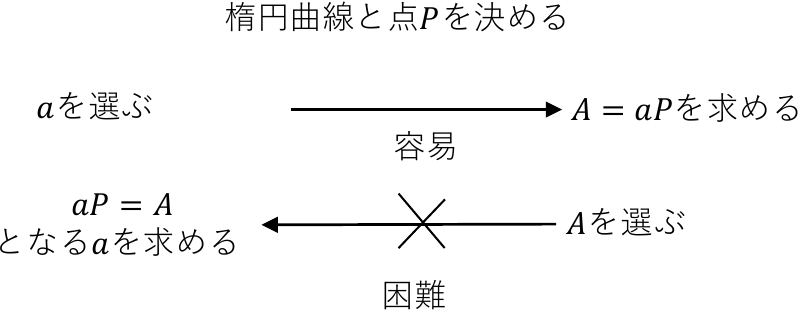 楕円曲線と点Pを決める
aを選ぶ
A = aPを求める
容易
aP = A
となるaを求める
Aを選ぶ
困難